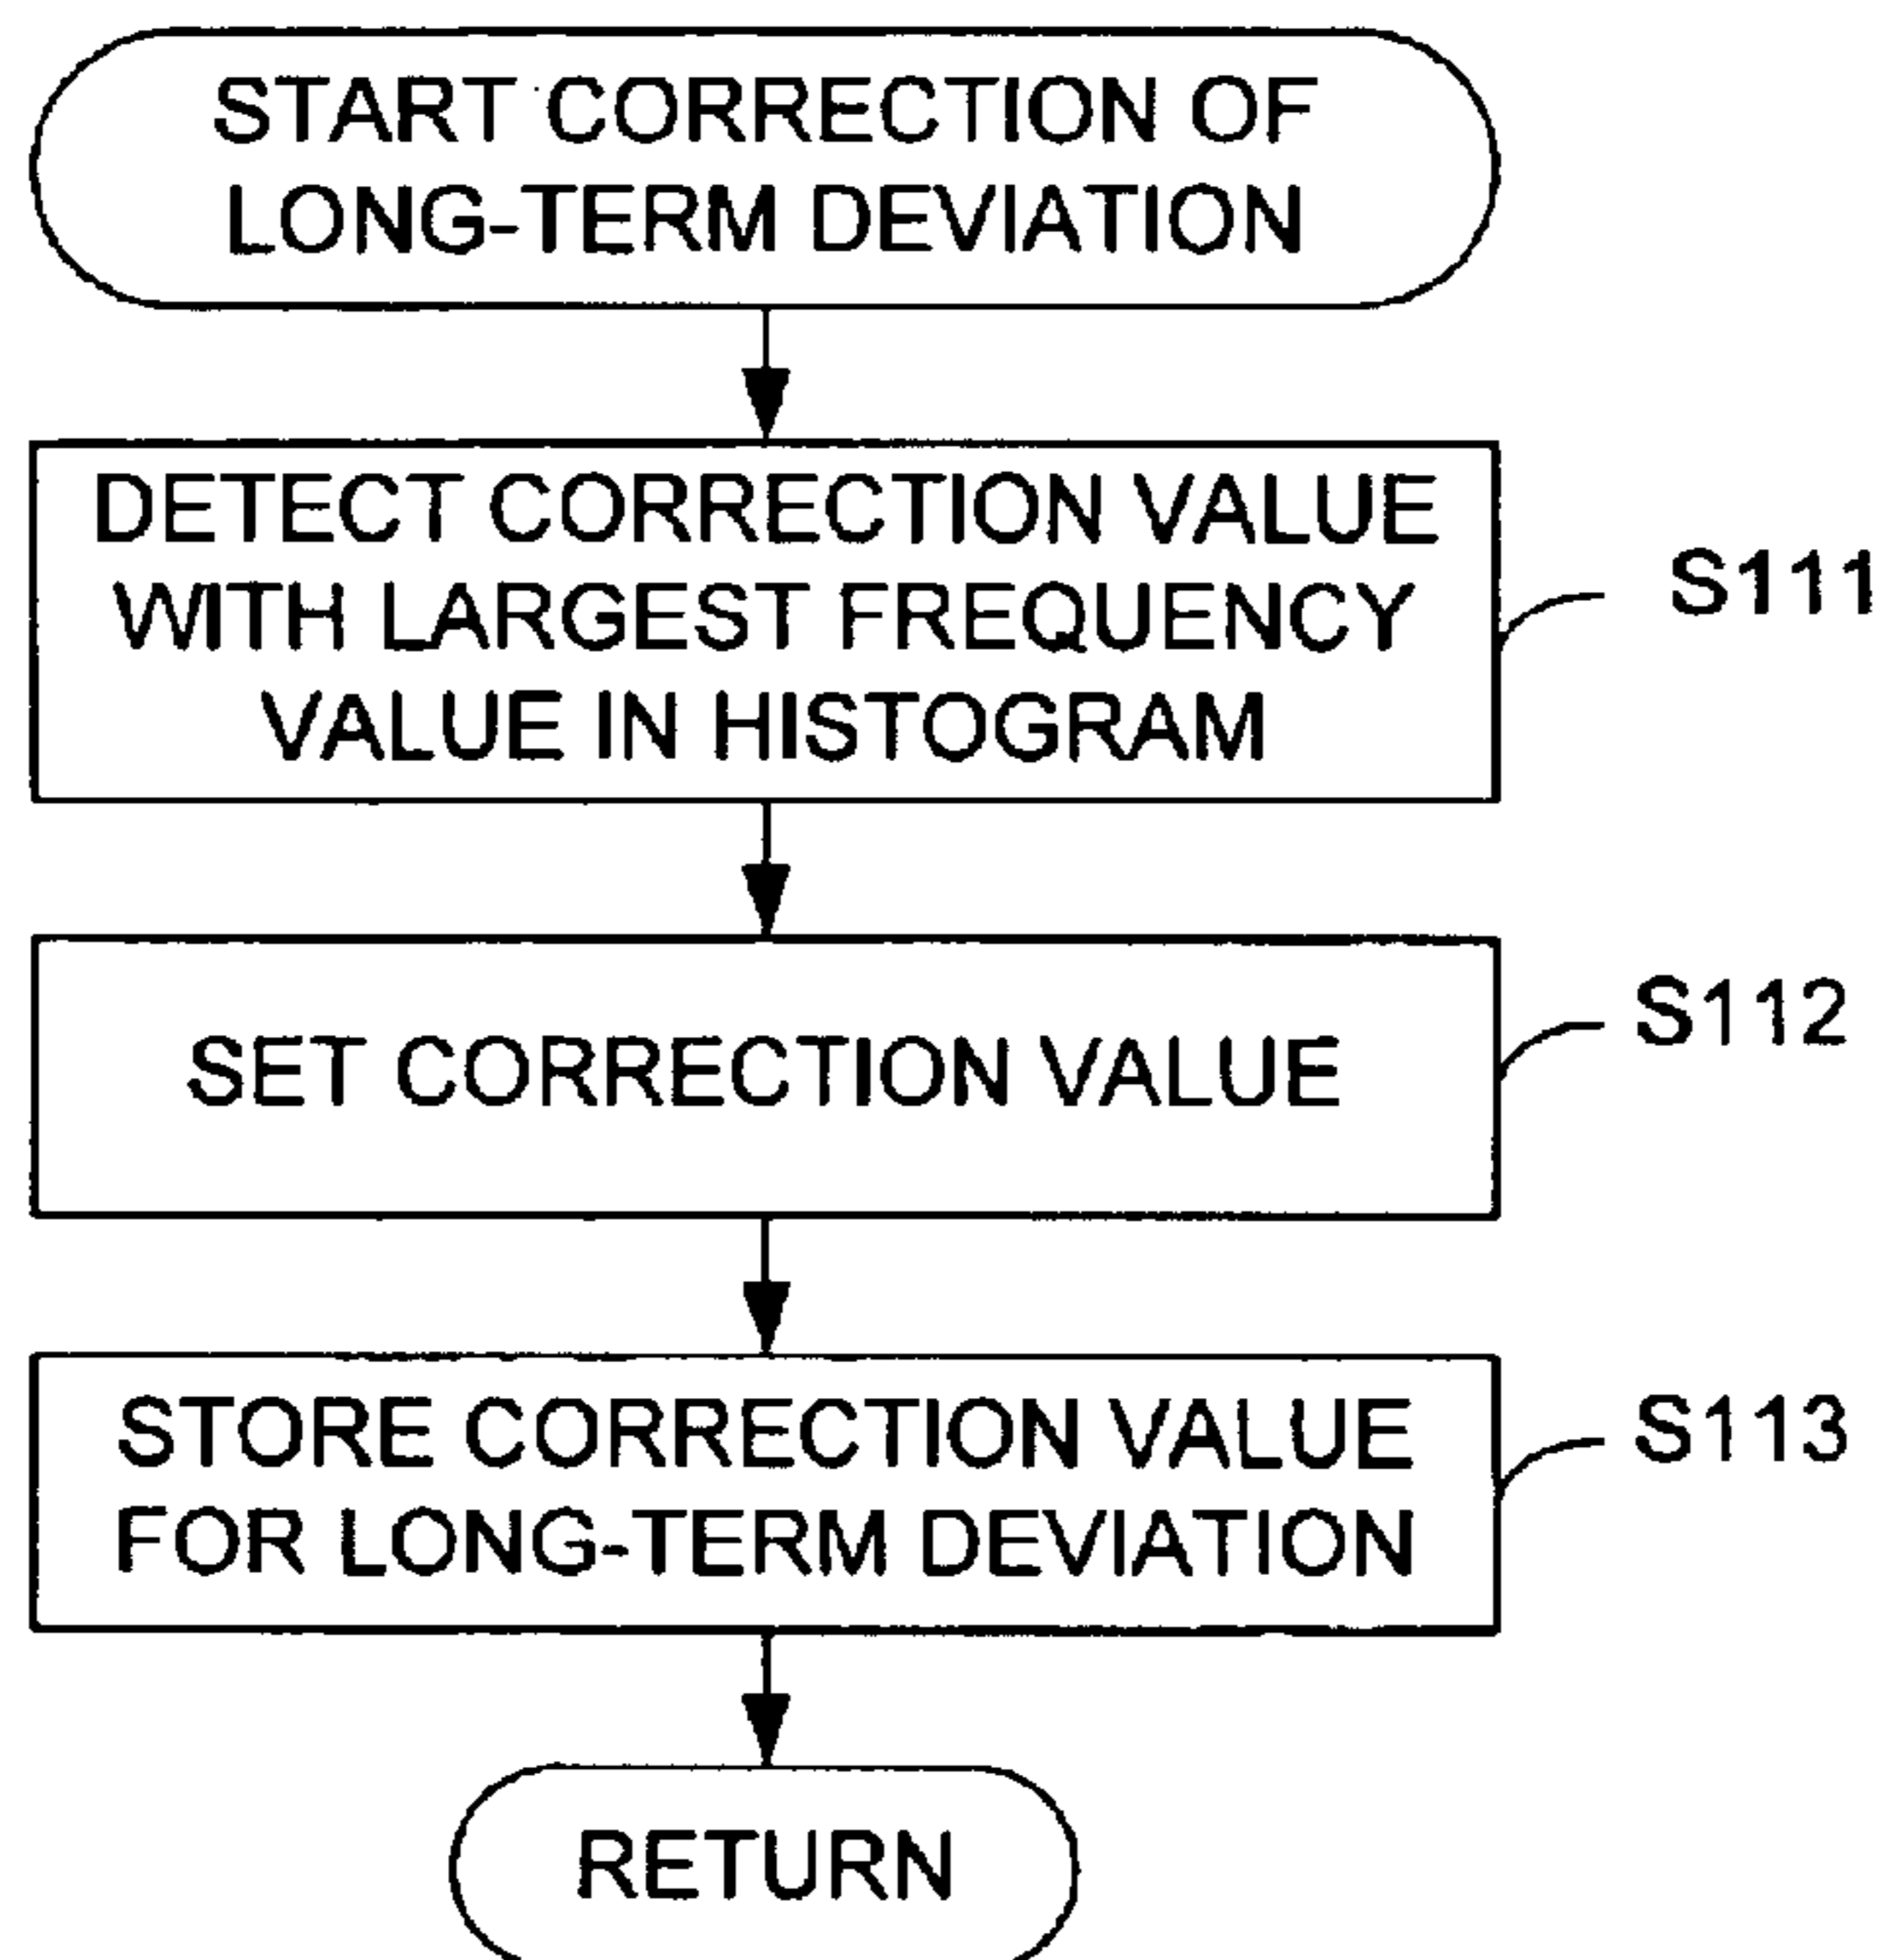 START CORRECTION OF
LONG-TERM DEVIATION
DETECT CORRECTION VALUE
WITH LARGEST FREQUENCY
VALUE IN HISTOGRAM
S111
SET CORRECTION VALUE
S112
STORE CORRECTION VALUE
FOR LONG-TERM DEVIATION
S113
RETURN